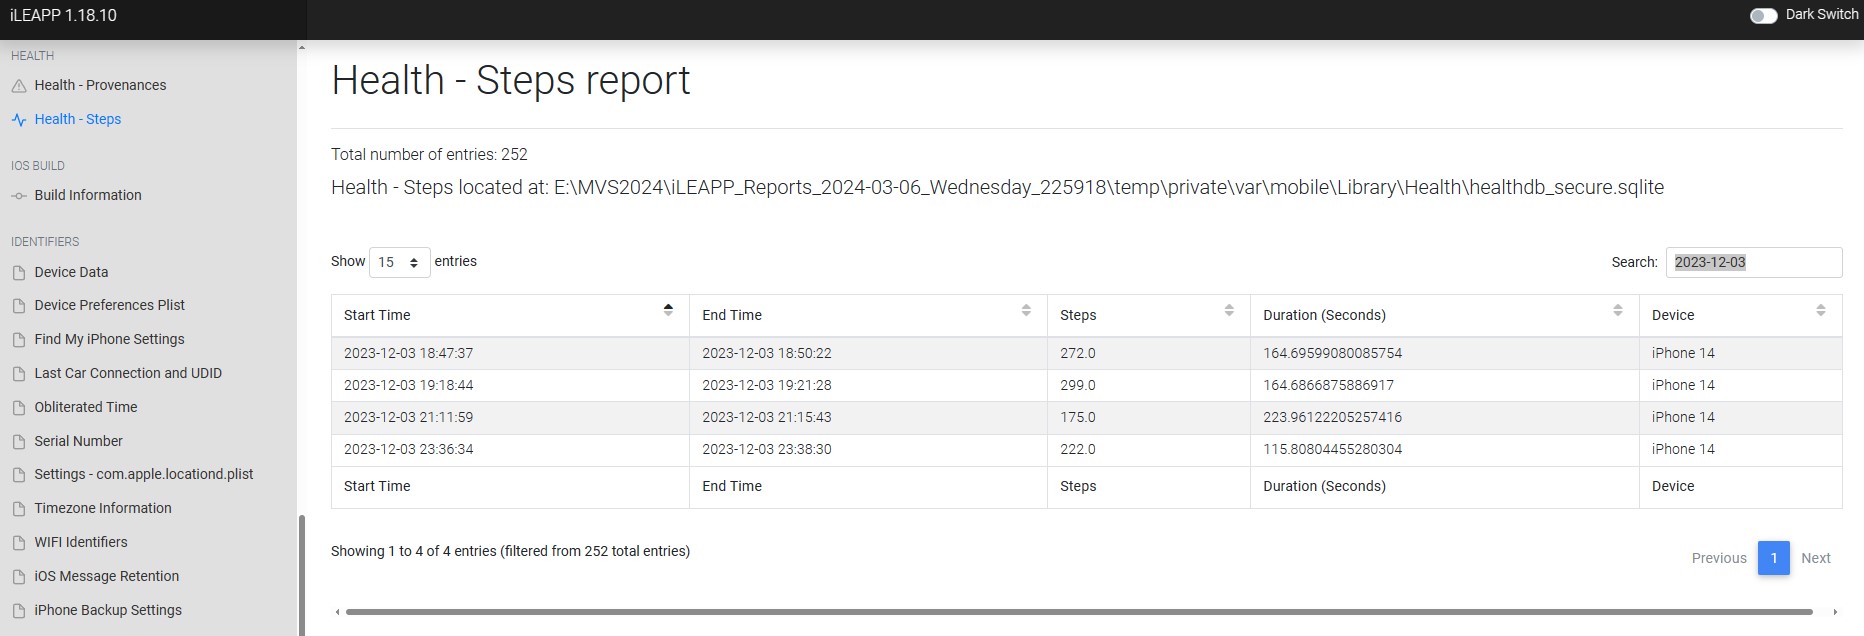 iLEAPP 1.18.10
Dark Switch
HEALTH
Health - Provenances
Health - Steps
IOS BUILD
Build Information
IDENTIFIERS
Device Data
Device Preferences Plist
Find My iPhone Settings
Last Car Connection and UDID
Obliterated Time
Serial Number
Settings - com.apple.locationd.plist
Timezone Information
WIFI Identifiers
iOS Message Retention
iPhone Backup Settings
Health - Steps report
Total number of entries: 252
Health - Steps located at: E:\MVS2024\iLEAPP_Reports_2024-03-06_Wednesday_225918\temp\private\var\mobile\Library\Health\healthdb_secure.sqlite
Show 15 entries
Search: 2023-12-03
Start Time End Time Steps Duration (Seconds) Device
2023-12-03 18:47:37 2023-12-03 18:50:22 272.0 164.69599080085754 iPhone 14
2023-12-03 19:18:44 2023-12-03 19:21:28 299.0 164.6866875886917 iPhone 14
2023-12-03 21:11:59 2023-12-03 21:15:43 175.0 223.96122205257416 iPhone 14
2023-12-03 23:36:34 2023-12-03 23:38:30 222.0 115.80804455280304 iPhone 14
Start Time End Time Steps Duration (Seconds) Device
Showing 1 to 4 of 4 entries (filtered from 252 total entries)
Previous 1 Next